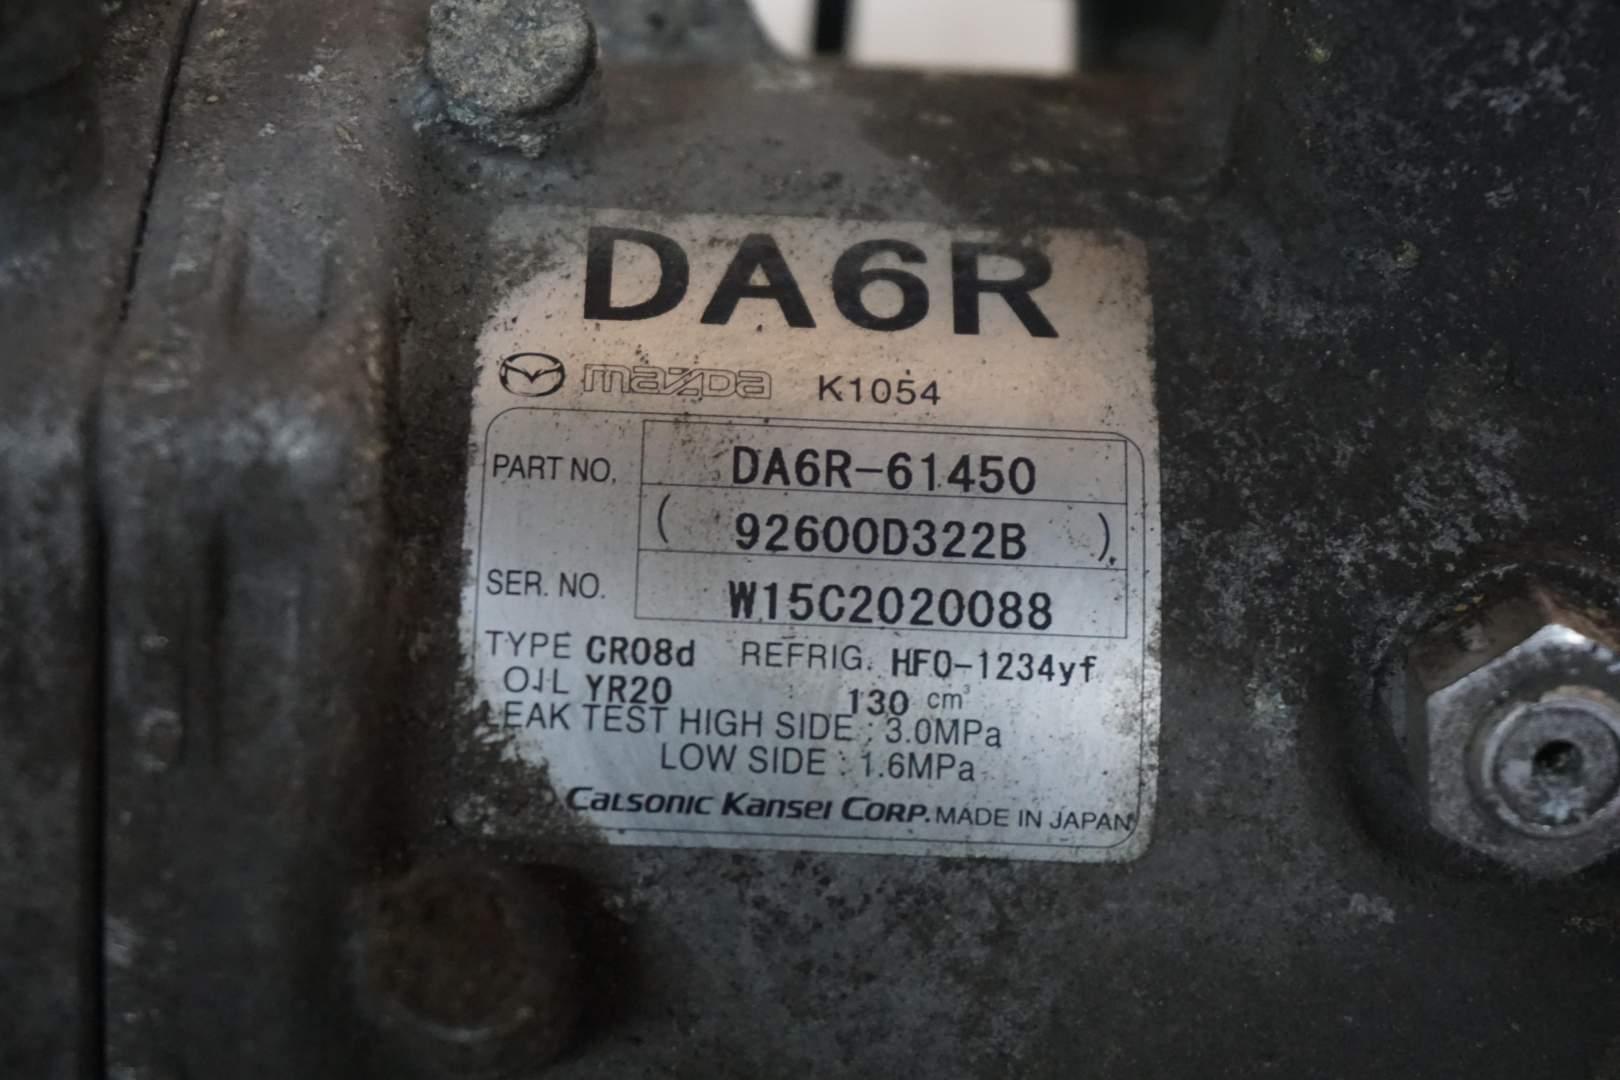 DA6R
mazda K1054
PART NO. DA6R-61450
( 92600D322B )
SER. NO. W15C2020088
TYPE CR08d REFRIG. HFO-1234yf
OIL YR20 130 cm³
LEAK TEST HIGH SIDE : 3.0MPa
LOW SIDE : 1.6MPa
CALSONIC KANSEI CORP. MADE IN JAPAN